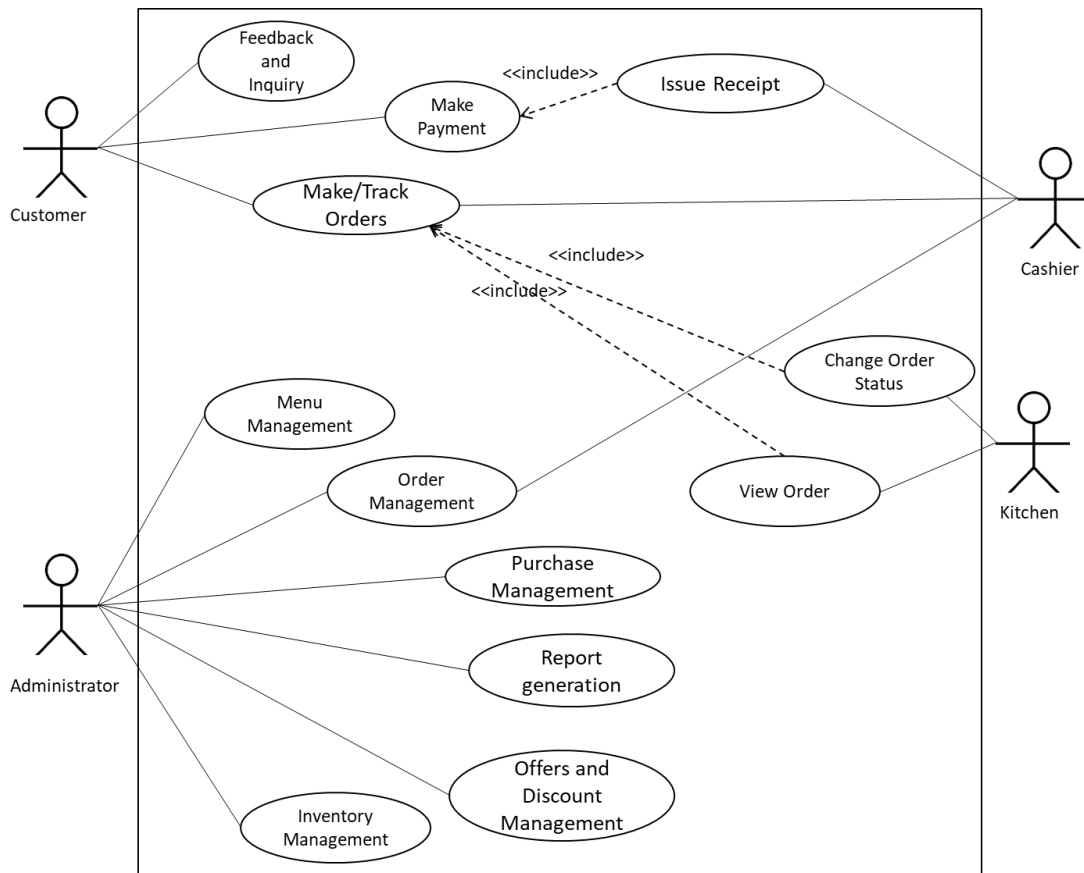 Feedback
and
Inquiry
<<include>>
Issue Receipt
Make
Payment
Customer
Make/Track
Orders
<<include>>
<<include>>
Cashier
Change Order
Status
Menu
Management
Order
Management
View Order
Kitchen
Purchase
Management
Administrator
Report
generation
Offers and
Discount
Management
Inventory
Management